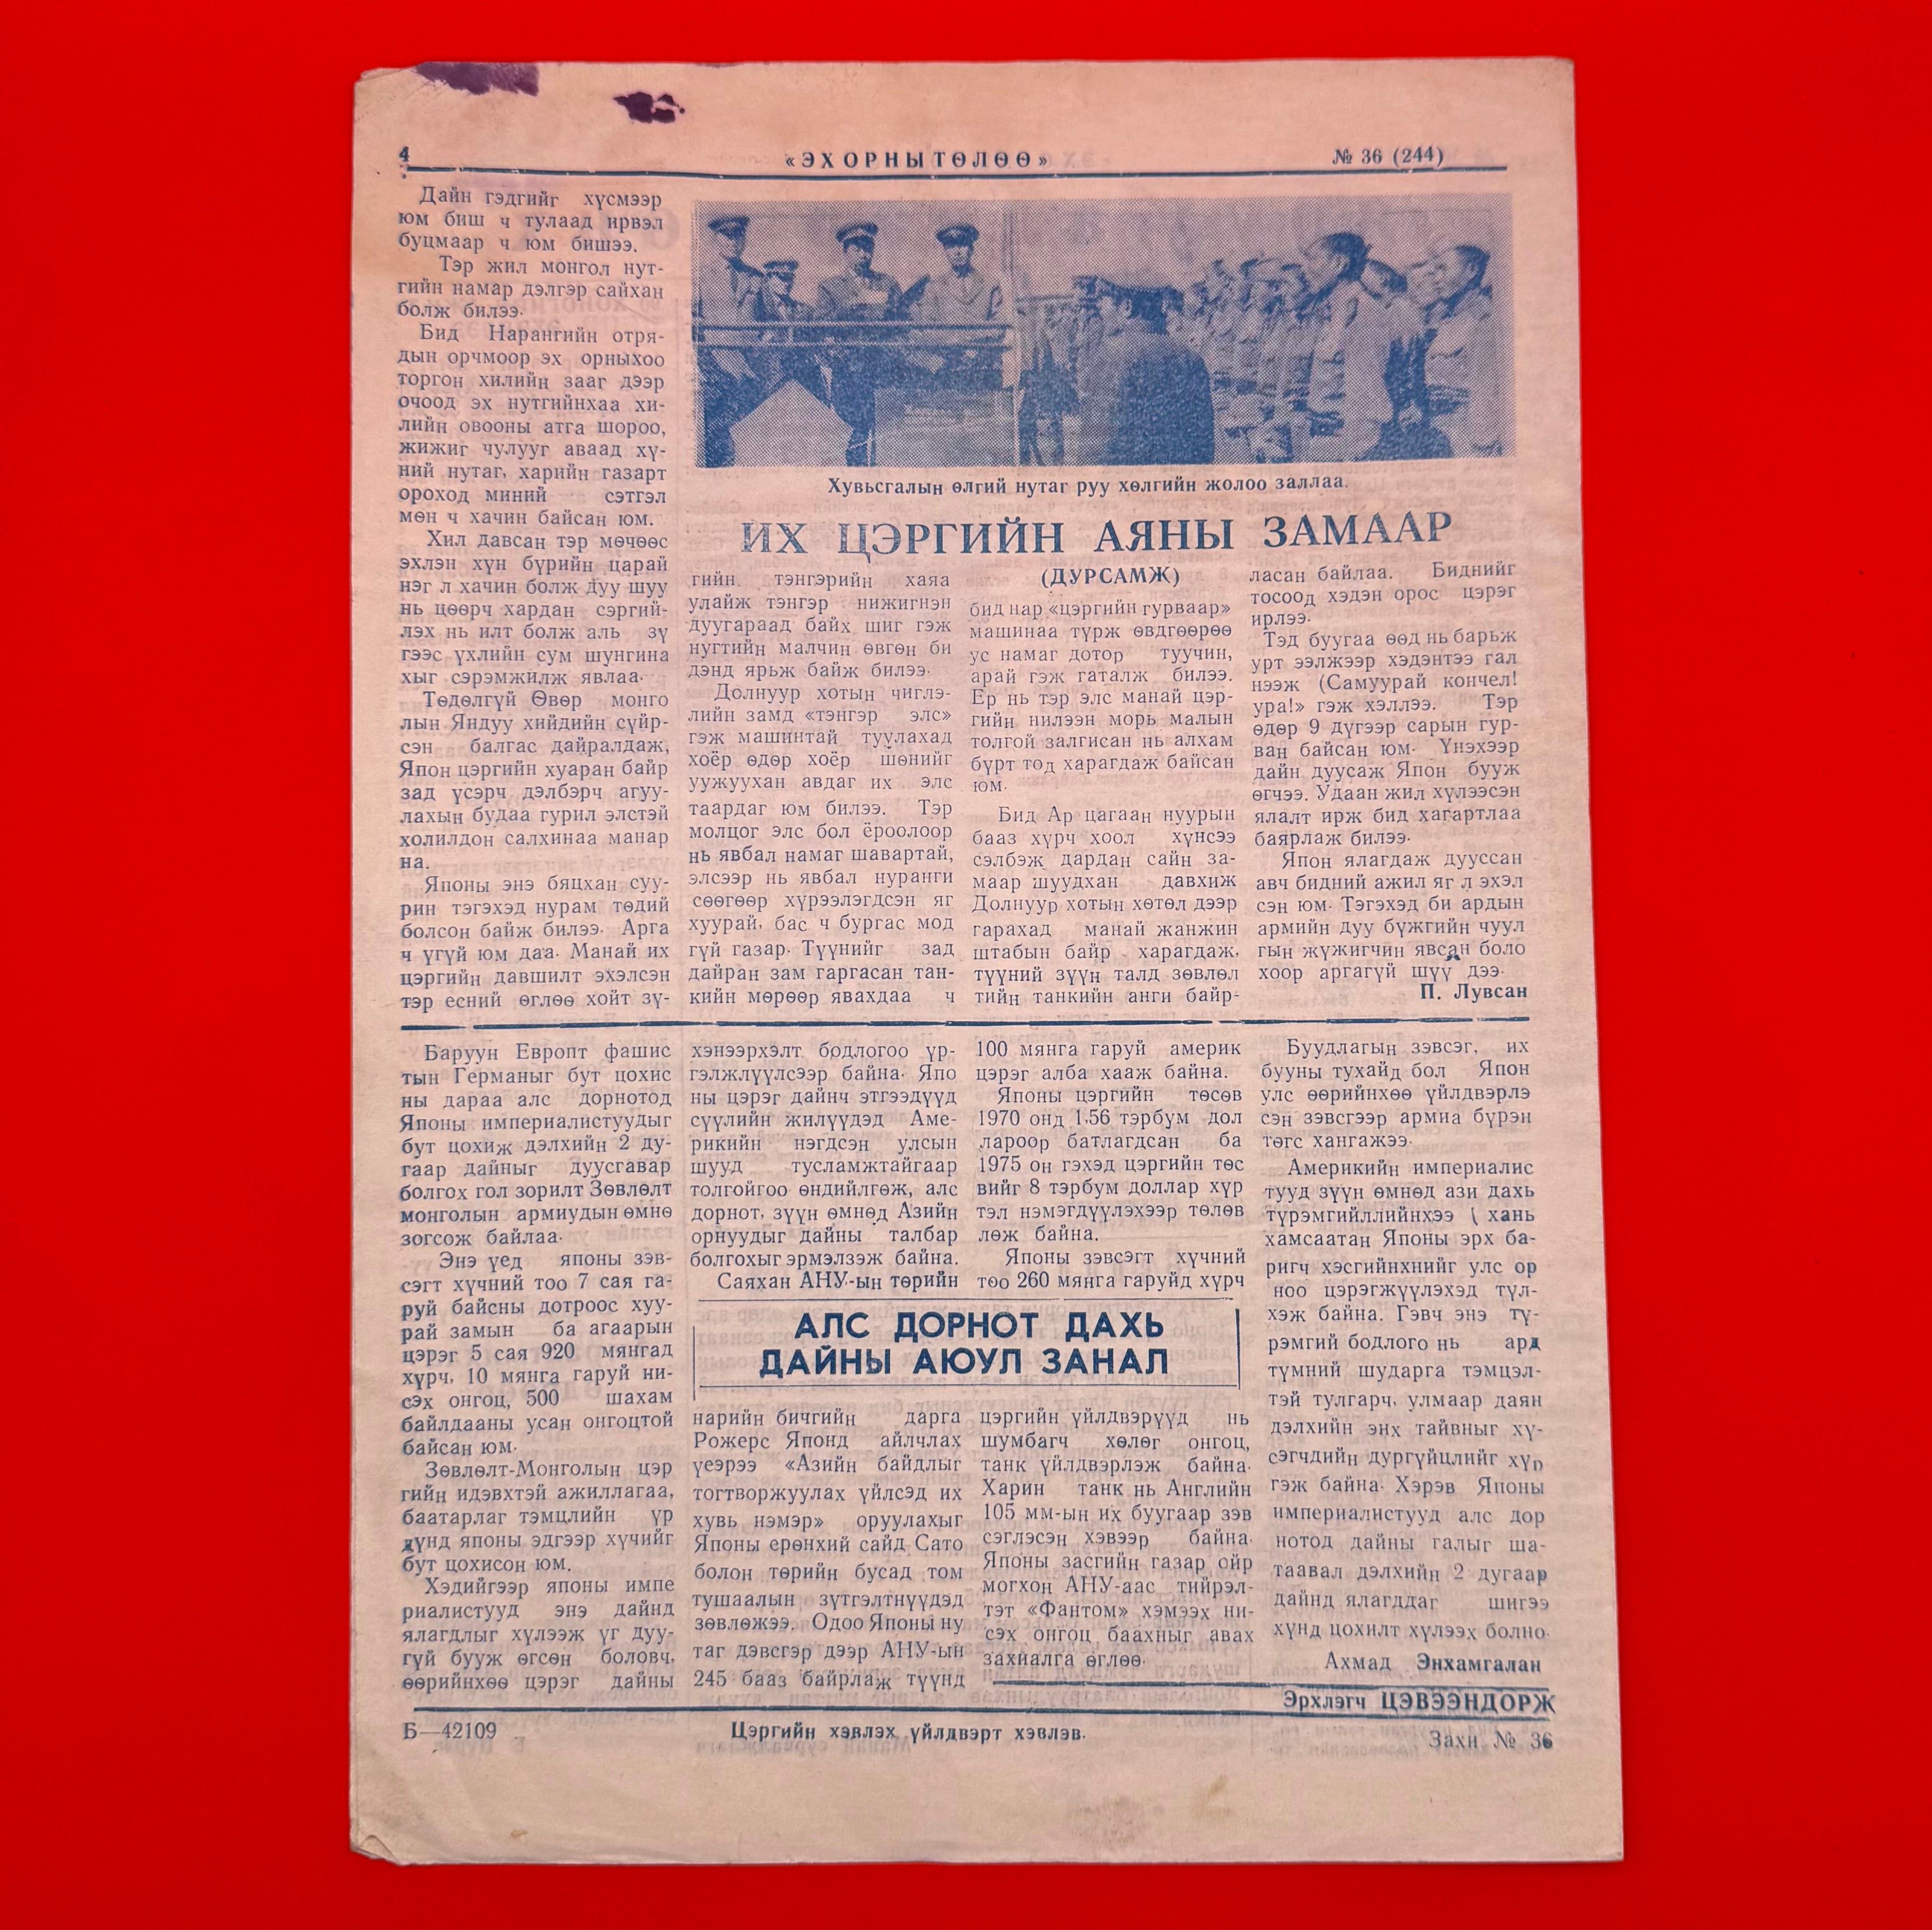 4
«ЭХ ОРНЫ ТӨЛӨӨ»
№ 36 (244)
Дайн гэдгийг хүсмээр
юм биш ч тулаад ирвэл
буцмаар ч юм бишээ.
Тэр жил монгол нут-
гийн намар дэлгэр сайхан
болж билээ.
Бид Нарангийн отря-
дын орчмоор эх орныхоо
торгон хилийн зааг дээр
очоод эх нутгийнхаа хи-
лийн овооны атга шороо,
жижиг чулууг аваад хү-
ний нутаг, харийн газарт
ороход миний сэтгэл
мөн ч хачин байсан юм.
Хил давсан тэр мөчөөс
эхлэн хүн бүрийн царай
нэг л хачин болж дуу шуу
нь цөөрч хардан сэргий-
лэх нь илт болж аль зү
гээс үхлийн сум шунгина
хыг сэрэмжилж явлаа.
Төдөлгүй Өвөр монго
лын Яндуу хийдийн сүйр-
сэн балгас дайралдаж,
Япон цэргийн хуаран байр
зад үсэрч дэлбэрч агуу-
лахын будаа гурил элстэй
холилдон салхинаа манар
на.
Японы энэ бяцхан суу-
рин тэгэхэд нурам төдий
болсон байж билээ. Арга
ч үгүй юм даа. Манай их
цэргийн давшилт эхэлсэн
тэр есний өглөө хойт зү-
Хувьсгалын өлгий нутаг руу хөлгийн жолоо заллаа.
ИХ ЦЭРГИЙН АЯНЫ ЗАМААР
(ДУРСАМЖ)
гийн тэнгэрийн хаяа
улайж тэнгэр нижигнэн
дуугараад байх шиг гэж
нугтийн малчин өвгөн би
дэнд ярьж байж билээ.
Долнуур хотын чиглэ-
лийн замд «тэнгэр элс»
гэж машинтай туулахад
хоёр өдөр хоёр шөнийг
уужуухан авдаг их элс
таардаг юм билээ. Тэр
молцог элс бол ёроолоор
нь явбал намаг шавартай,
элсээр нь явбал нуранги
сөөгөөр хүрээлэгдсэн яг
хуурай, бас ч бургас мод
гүй газар. Түүнийг зад
дайран зам гаргасан тан-
кийн мөрөөр явахдаа ч
бид нар «цэргийн гурваар»
машинаа түрж өвдгөөрөө
ус намаг дотор туучин,
арай гэж гаталж билээ.
Ер нь тэр элс манай цэр-
гийн нилээн морь малын
толгой залгисан нь алхам
бүрт тод харагдаж байсан
юм.
Бид Ар цагаан нуурын
бааз хүрч хоол хүнсээ
сэлбэж дардан сайн за-
маар шуудхан давхиж
Долнуур хотын хөтөл дээр
гарахад манай жанжин
штабын байр харагдаж,
түүний зүүн талд зөвлөл
тийн танкийн анги байр-
ласан байлаа. Биднийг
тосоод хэдэн орос цэрэг
ирлээ.
Тэд буугаа өөд нь барьж
урт ээлжээр хэдэнтээ гал
нээж (Самуурай кончел!
ура!» гэж хэллээ. Тэр
өдөр 9 дүгээр сарын гур-
ван байсан юм. Үнэхээр
дайн дуусаж Япон бууж
өгчээ. Удаан жил хүлээсэн
ялалт ирж бид хагартлаа
баярлаж билээ.
Япон ялагдаж дууссан
авч бидний ажил яг л эхэл
сэн юм. Тэгэхэд би ардын
армийн дуу бүжгийн чуул
гын жүжигчин явсан боло
хоор аргагүй шүү дээ.
П. Лувсан
Баруун Европт фашис
тын Германыг бут цохис
ны дараа алс дорнотод
Японы империалистуудыг
бут цохиж дэлхийн 2 ду-
гаар дайныг дуусгавар
болгох гол зорилт Зөвлөлт
монголын армиудын өмнө
зогсож байлаа.
Энэ үед японы зэв-
сэгт хүчний тоо 7 сая га-
руй байсны дотроос хуу-
рай замын ба агаарын
цэрэг 5 сая 920 мянгад
хүрч, 10 мянга гаруй ни-
сэх онгоц, 500 шахам
байлдааны усан онгоцтой
байсан юм.
Зөвлөлт-Монголын цэр
гийн идэвхтэй ажиллагаа,
баатарлаг тэмцлийн үр
дүнд японы эдгээр хүчийг
бут цохисон юм.
Хэдийгээр японы импе
риалистууд энэ дайнд
ялагдлыг хүлээж үг дуу-
гүй бууж өгсөн боловч,
өөрийнхөө цэрэг дайны
хэнээрхэлт бодлогоо үр-
гэлжлүүлсээр байна. Япо
ны цэрэг дайнч этгээдүүд
сүүлийн жилүүдэд Аме-
рикийн нэгдсэн улсын
шууд тусламжтайгаар
толгойгоо өндийлгөж, алс
дорнот, зүүн өмнөд Азийн
орнуудыг дайны талбар
болгохыг эрмэлзэж байна.
Саяхан АНУ-ын төрийн
АЛС ДОРНОТ ДАХЬ
ДАЙНЫ АЮУЛ ЗАНАЛ
нарийн бичгийн дарга
Рожерс Японд айлчлах
үеэрээ «Азийн байдлыг
тогтворжуулах үйлсэд их
хувь нэмэр» оруулахыг
Японы ерөнхий сайд Сато
болон төрийн бусад том
тушаалын зүтгэлтнүүдэд
зөвлөжээ. Одоо Японы ну
таг дэвсгэр дээр АНУ-ын
245 бааз байрлаж түүнд
100 мянга гаруй америк
цэрэг алба хааж байна.
Японы цэргийн төсөв
1970 онд 1.56 тэрбум дол
лароор батлагдсан ба
1975 он гэхэд цэргийн төс
вийг 8 тэрбум доллар хүр
тэл нэмэгдүүлэхээр төлөв
лөж байна.
Японы зэвсэгт хүчний
тоо 260 мянга гаруйд хүрч
цэргийн үйлдвэрүүд нь
шумбагч хөлөг онгоц,
танк үйлдвэрлэж байна.
Харин танк нь Английн
105 мм-ын их буугаар зэв
сэглэсэн хэвээр байна.
Японы засгийн газар ойр
могхон АНУ-аас тийрэл-
тэт «Фантом» хэмээх ни-
сэх онгоц баахныг авах
захиалга өглөө.
Буудлагын зэвсэг, их
бууны тухайд бол Япон
улс өөрийнхөө үйлдвэрлэ
сэн зэвсгээр армиа бүрэн
төгс хангажээ.
Америкийн империалис
тууд зүүн өмнөд ази дахь
түрэмгийллийнхээ ( хань
хамсаатан Японы эрх ба-
ригч хэсгийнхнийг улс ор
ноо цэрэгжүүлэхэд түл-
хэж байна. Гэвч энэ тү-
рэмгий бодлого нь ард
түмний шударга тэмцэл-
тэй тулгарч, улмаар даян
дэлхийн энх тайвныг хү-
сэгчдийн дургүйцлийг хүр
гэж байна. Хэрэв Японы
империалистууд алс дор
нотод дайны галыг ша-
таавал дэлхийн 2 дугаар
дайнд ялагддаг шигээ
хүнд цохилт хүлээх болно.
Ахмад Энхамгалан
Эрхлэгч ЦЭВЭЭНДОРЖ
Б—42109
Цэргийн хэвлэх үйлдвэрт хэвлэв.
Захи № 36